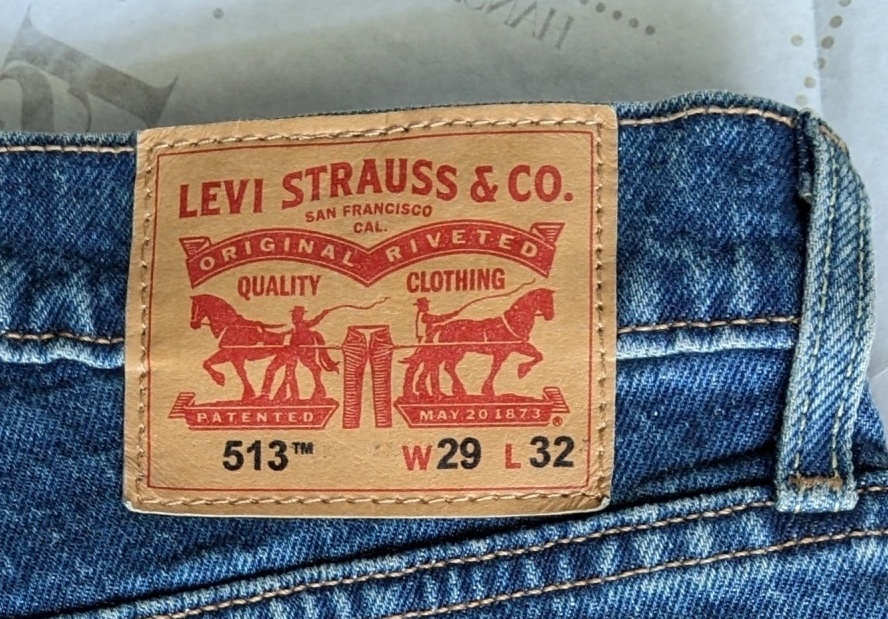 LEVI STRAUSS & CO.
SAN FRANCISCO
CAL.
ORIGINAL RIVETED
QUALITY CLOTHING
PATENTED MAY 20 1873
®
513™ W29 L32